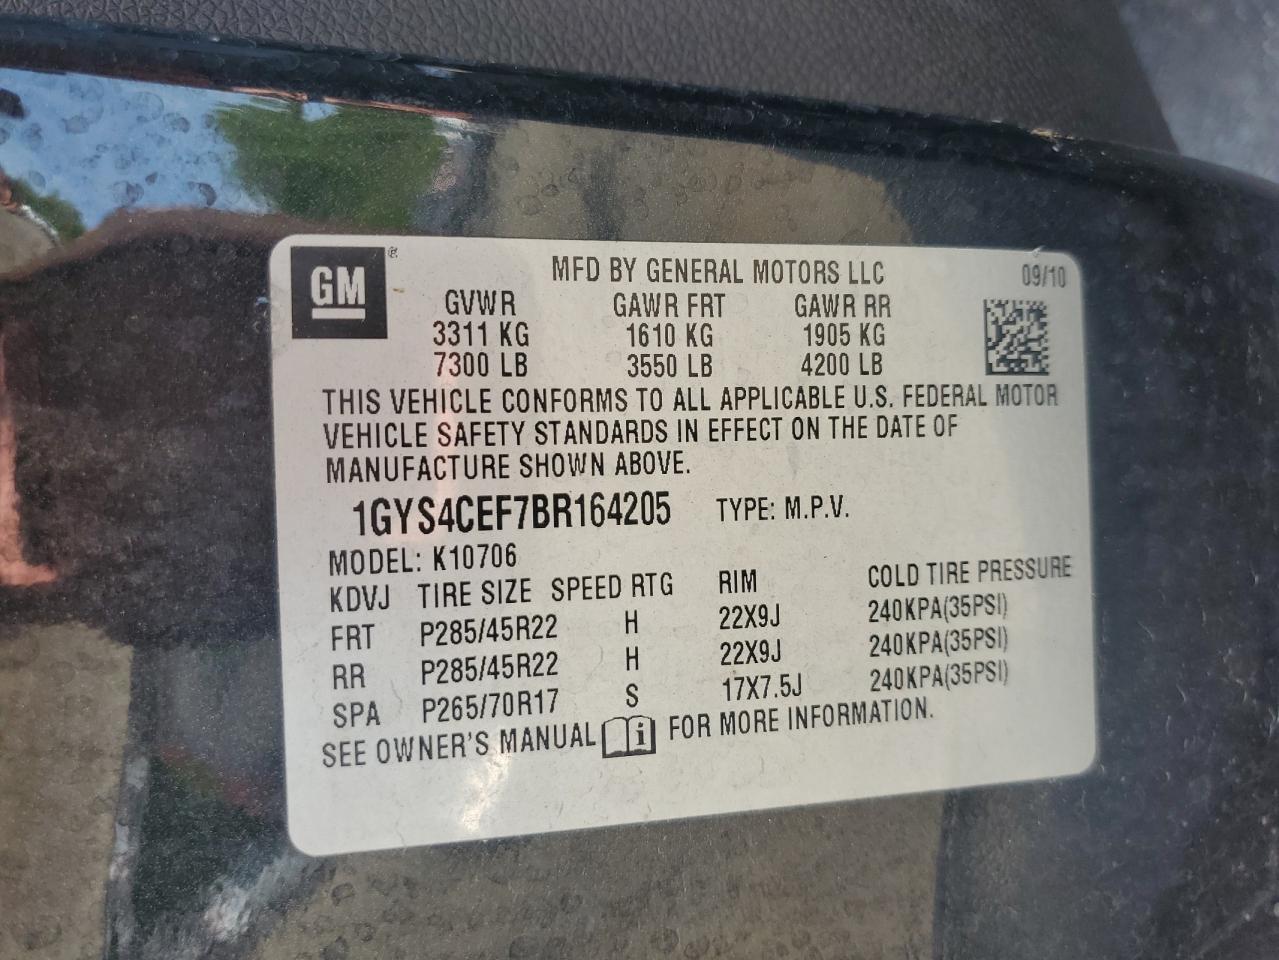 GM ®
MFD BY GENERAL MOTORS LLC 09/10
GVWR GAWR FRT GAWR RR
3311 KG 1610 KG 1905 KG
7300 LB 3550 LB 4200 LB
THIS VEHICLE CONFORMS TO ALL APPLICABLE U.S. FEDERAL MOTOR
VEHICLE SAFETY STANDARDS IN EFFECT ON THE DATE OF
MANUFACTURE SHOWN ABOVE.
1GYS4CEF7BR164205 TYPE: M.P.V.
MODEL: K10706
KDVJ TIRE SIZE SPEED RTG RIM COLD TIRE PRESSURE
FRT P285/45R22 H 22X9J 240KPA(35PSI)
RR P285/45R22 H 22X9J 240KPA(35PSI)
SPA P265/70R17 S 17X7.5J 240KPA(35PSI)
SEE OWNER'S MANUAL i FOR MORE INFORMATION.